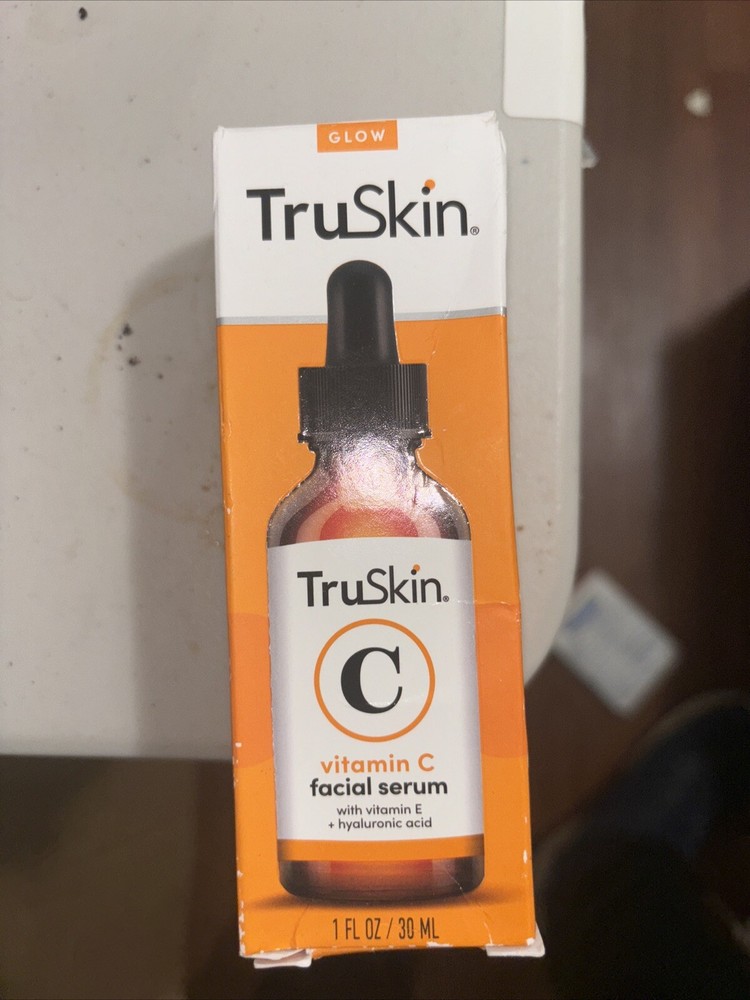 GLOW
TruSkin®
TruSkin®
C
vitamin C
facial serum
with vitamin E
+ hyaluronic acid
1 FL OZ / 30 ML